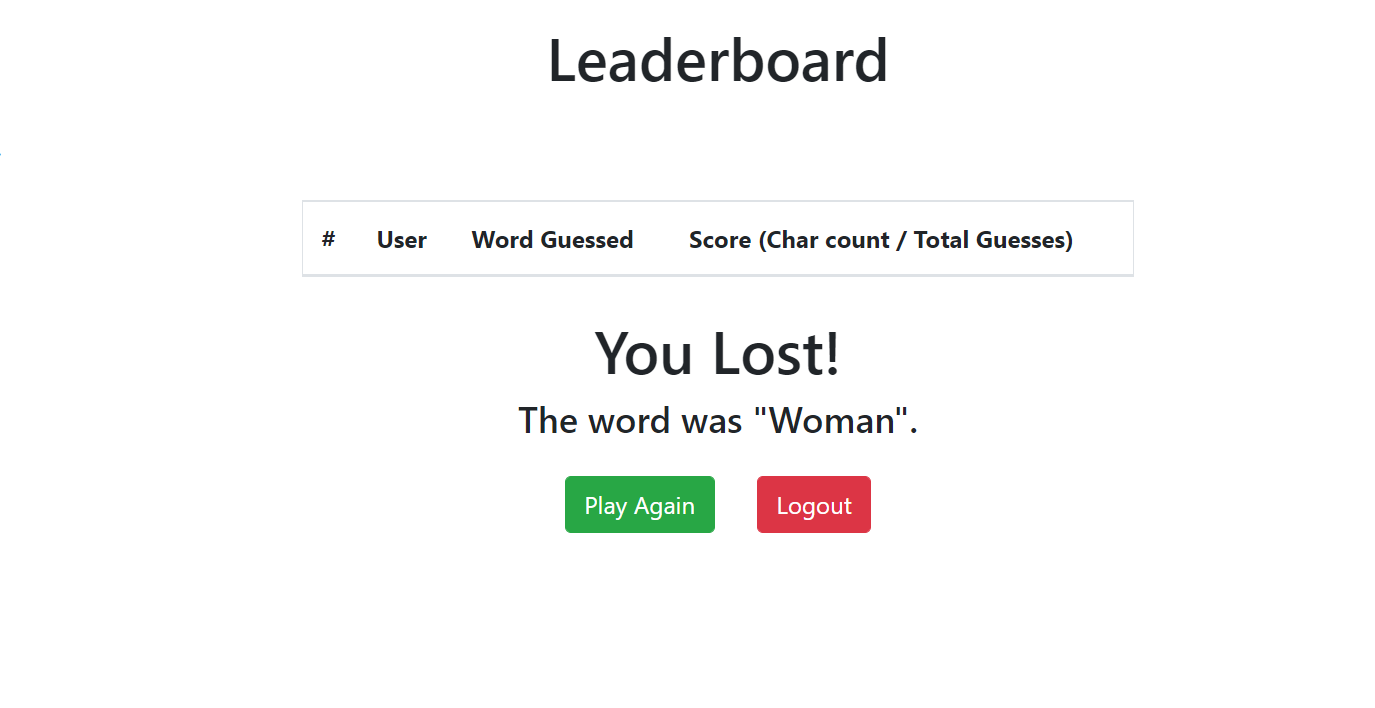 Leaderboard
# User Word Guessed Score (Char count / Total Guesses)
You Lost!
The word was "Woman".
Play Again Logout